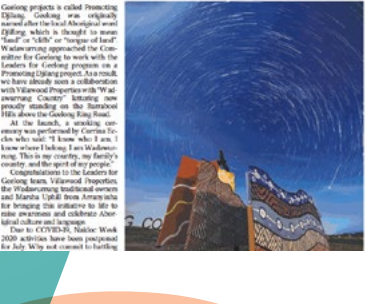 Geelong projects is called Promoting
Djilang. Geelong was originally
named after the local Aboriginal word
Djillong which is thought to mean
"land" or "cliffs" or "tongue of land".
Wadawurrung approached the Com-
mittee for Geelong to work with the
Leaders for Geelong program on a
Promoting Djilang project. As a result,
we have already seen a collaboration
with Villawood Properties with "Wad-
awurrung Country" lettering now
proudly standing on the Barrabool
Hills above the Geelong Ring Road.
At the launch, a smoking cer-
emony was performed by Corrina Ec-
cles who said: "I know who I am, I
know where I belong. I am Wadawur-
rung. This is my country, my family's
country, and the spirit of my people."
Congratulations to the Leaders for
Geelong team, Villawood Properties,
the Wadawurrung traditional owners
and Marsha Uphill from Arranyinha
for bringing this initiative to life to
raise awareness and celebrate Abor-
iginal culture and language.
Due to COVID-19, Naidoc Week
2020 activities have been postponed
for July. Why not commit to battling